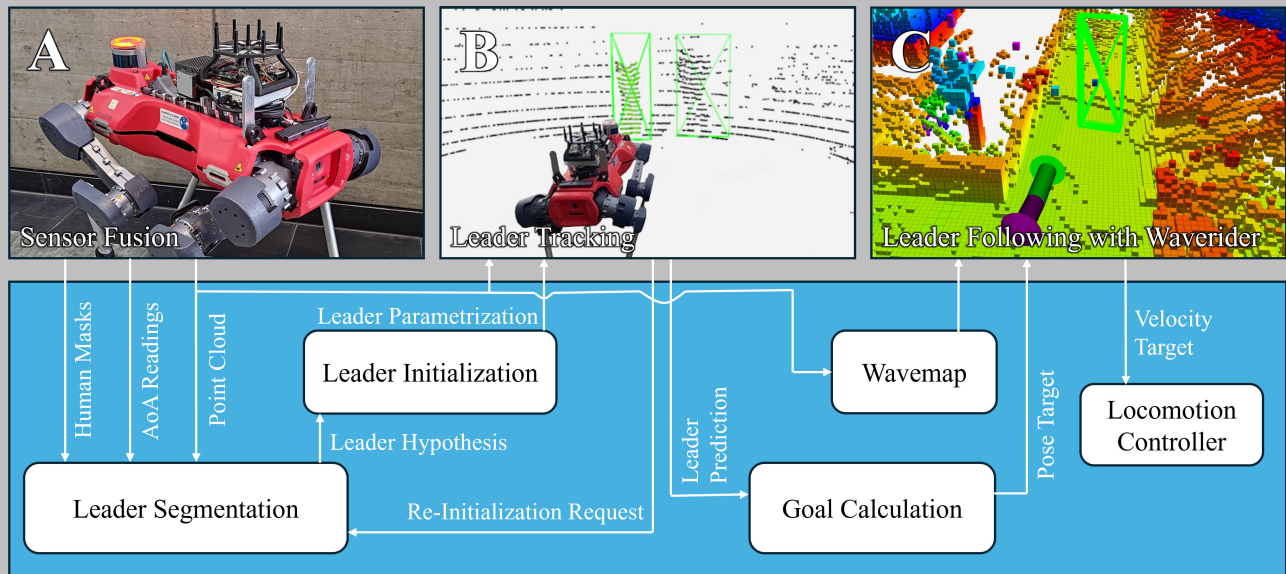 A
B
C
Sensor Fusion
Leader Tracking
Leader Following with Waverider
Human Masks
AoA Readings
Point Cloud
Leader Parametrization
Leader Initialization
Leader Hypothesis
Leader Segmentation
Re-Initialization Request
Leader
Prediction
Wavemap
Goal Calculation
Pose Target
Velocity
Target
Locomotion
Controller